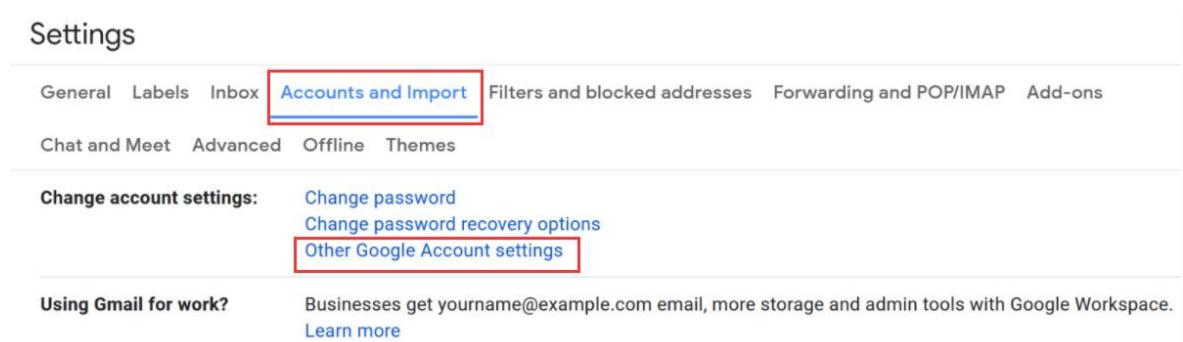 Settings
General Labels Inbox Accounts and Import Filters and blocked addresses Forwarding and POP/IMAP Add-ons
Chat and Meet Advanced Offline Themes
Change account settings: Change password
Change password recovery options
Other Google Account settings
Using Gmail for work? Businesses get yourname@example.com email, more storage and admin tools with Google Workspace.
Learn more